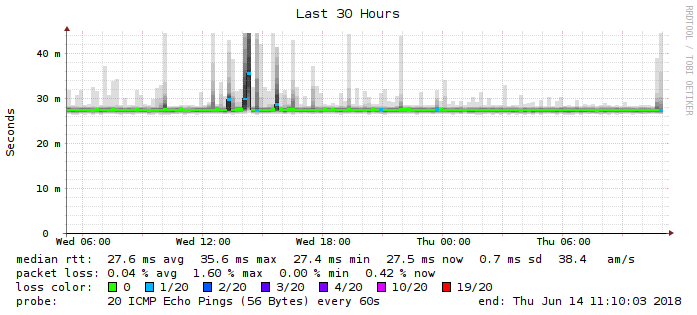 Last 30 Hours
RRDTOOL / TOBI OETIKER
Seconds
40 m
30 m
20 m
10 m
0
Wed 06:00 Wed 12:00 Wed 18:00 Thu 00:00 Thu 06:00
median rtt: 27.6 ms avg 35.6 ms max 27.4 ms min 27.5 ms now 0.7 ms sd 38.4 am/s
packet loss: 0.04 % avg 1.60 % max 0.00 % min 0.42 % now
loss color: 0 1/20 2/20 3/20 4/20 10/20 19/20
probe: 20 ICMP Echo Pings (56 Bytes) every 60s end: Thu Jun 14 11:10:03 2018